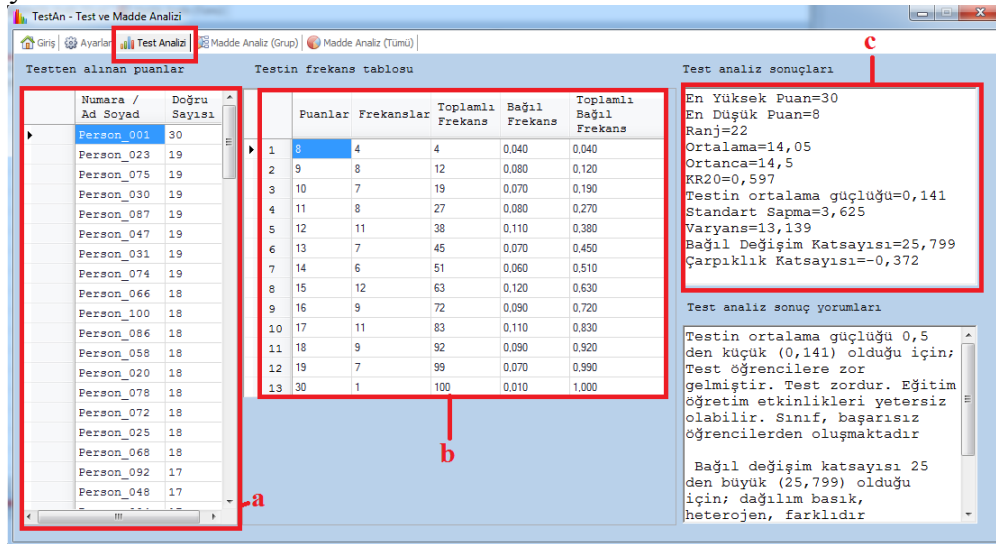 TestAn - Test ve Madde Analizi
Giriş Ayarlar Test Analizi Madde Analiz (Grup) Madde Analiz (Tümü)
Testten alınan puanlar
Numara / Ad Soyad Doğru Sayısı
Person_001 30
Person_023 19
Person_075 19
Person_030 19
Person_087 19
Person_047 19
Person_031 19
Person_074 19
Person_066 18
Person_100 18
Person_086 18
Person_058 18
Person_020 18
Person_078 18
Person_072 18
Person_025 18
Person_068 18
Person_092 17
Person_048 17
a
Testin frekans tablosu
Puanlar Frekanslar Toplamlı Frekans Bağıl Frekans Toplamlı Bağıl Frekans
1 8 4 4 0,040 0,040
2 9 8 12 0,080 0,120
3 10 7 19 0,070 0,190
4 11 8 27 0,080 0,270
5 12 11 38 0,110 0,380
6 13 7 45 0,070 0,450
7 14 6 51 0,060 0,510
8 15 12 63 0,120 0,630
9 16 9 72 0,090 0,720
10 17 11 83 0,110 0,830
11 18 9 92 0,090 0,920
12 19 7 99 0,070 0,990
13 30 1 100 0,010 1,000
b
c
Test analiz sonuçları
En Yüksek Puan=30
En Düşük Puan=8
Ranj=22
Ortalama=14,05
Ortanca=14,5
KR20=0,597
Testin ortalama güçlüğü=0,141
Standart Sapma=3,625
Varyans=13,139
Bağıl Değişim Katsayısı=25,799
Çarpıklık Katsayısı=-0,372
Test analiz sonuç yorumları
Testin ortalama güçlüğü 0,5
den küçük (0,141) olduğu için;
Test öğrencilere zor
gelmiştir. Test zordur. Eğitim
öğretim etkinlikleri yetersiz
olabilir. Sınıf, başarısız
öğrencilerden oluşmaktadır
Bağıl değişim katsayısı 25
den büyük (25,799) olduğu
için; dağılım basık,
heterojen, farklıdır